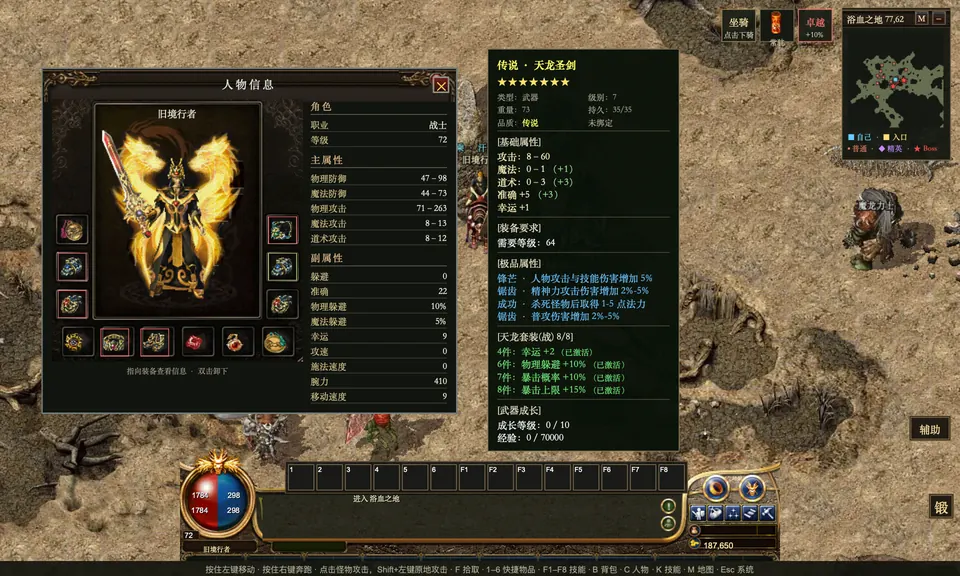 坐骑
点击下骑
常轮
卓越
+10%
浴血之地 77,62
M
自己 · 入口
普通 · 精英 · Boss
人物信息
旧境行者
角色
职业 战士
等级 72
主属性
物理防御 47 – 98
魔法防御 44 – 73
物理攻击 71 – 263
魔法攻击 8 – 13
道术攻击 8 – 12
副属性
躲避 0
准确 22
物理躲避 10%
魔法躲避 5%
幸运 9
攻速 0
施法速度 0
腕力 410
移动速度 9
指向装备查看信息 · 双击卸下
传说 · 天龙圣剑
★★★★★★★
类型：武器 级别：7
重量：73 持久：35/35
品质：传说 未绑定
[基础属性]
攻击：8 - 60
魔法：0 – 1 （+1）
道术：0 – 3 （+3）
准确 +5 （+3）
幸运 +1
[装备要求]
需要等级：64
[极品属性]
锋芒 · 人物攻击与技能伤害增加 5%
锯齿 · 精神力攻击伤害增加 2%-5%
成功 · 杀死怪物后取得 1-5 点法力
锯齿 · 普攻伤害增加 2%-5%
[天龙套装(战) 8/8]
4件：幸运 +2 （已激活）
6件：物理躲避 +10% （已激活）
7件：暴击概率 +10% （已激活）
8件：暴击上限 +15% （已激活）
[武器成长]
成长等级：0 / 10
经验：0 / 70000
旧境行
魔龙力士
辅助
锻
1 2 3 4 5 6 F1 F2 F3 F4 F5 F6 F7 F8
进入 浴血之地
1784 298
1784 298
72
旧境行者
187,650
按住左键移动 · 按住右键奔跑 · 点击怪物攻击，Shift+左键原地攻击 · F 拾取 · 1–6 快捷物品 · F1–F8 技能 · B 背包 · C 人物 · K 技能 · M 地图 · Esc 系统